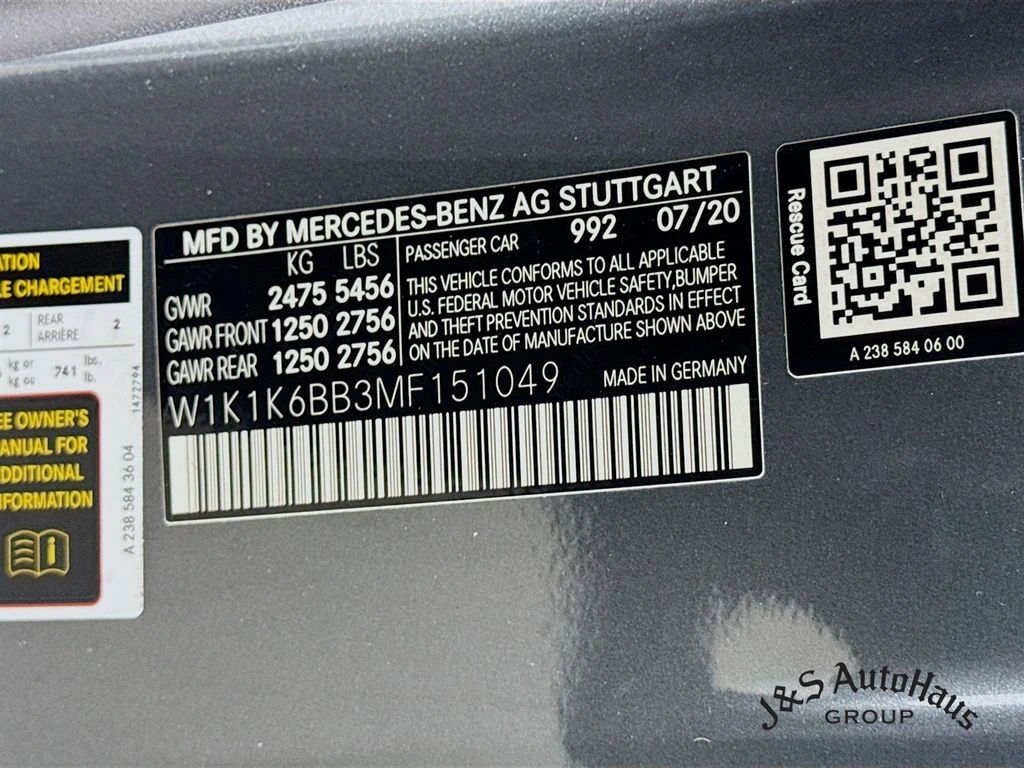 ATION
LE CHARGEMENT
2 REAR ARRIÈRE 2
kg or kg ou 741 lbs. lb.
EE OWNER'S
ANUAL FOR
DDITIONAL
NFORMATION
1472794
A 238 584 36 04
MFD BY MERCEDES-BENZ AG STUTTGART
KG LBS
GVWR 2475 5456
GAWR FRONT 1250 2756
GAWR REAR 1250 2756
PASSENGER CAR 992 07/20
THIS VEHICLE CONFORMS TO ALL APPLICABLE
U.S. FEDERAL MOTOR VEHICLE SAFETY,BUMPER
AND THEFT PREVENTION STANDARDS IN EFFECT
ON THE DATE OF MANUFACTURE SHOWN ABOVE
W1K1K6BB3MF151049
MADE IN GERMANY
Rescue Card
A 238 584 06 00
J&S AutoHaus
GROUP